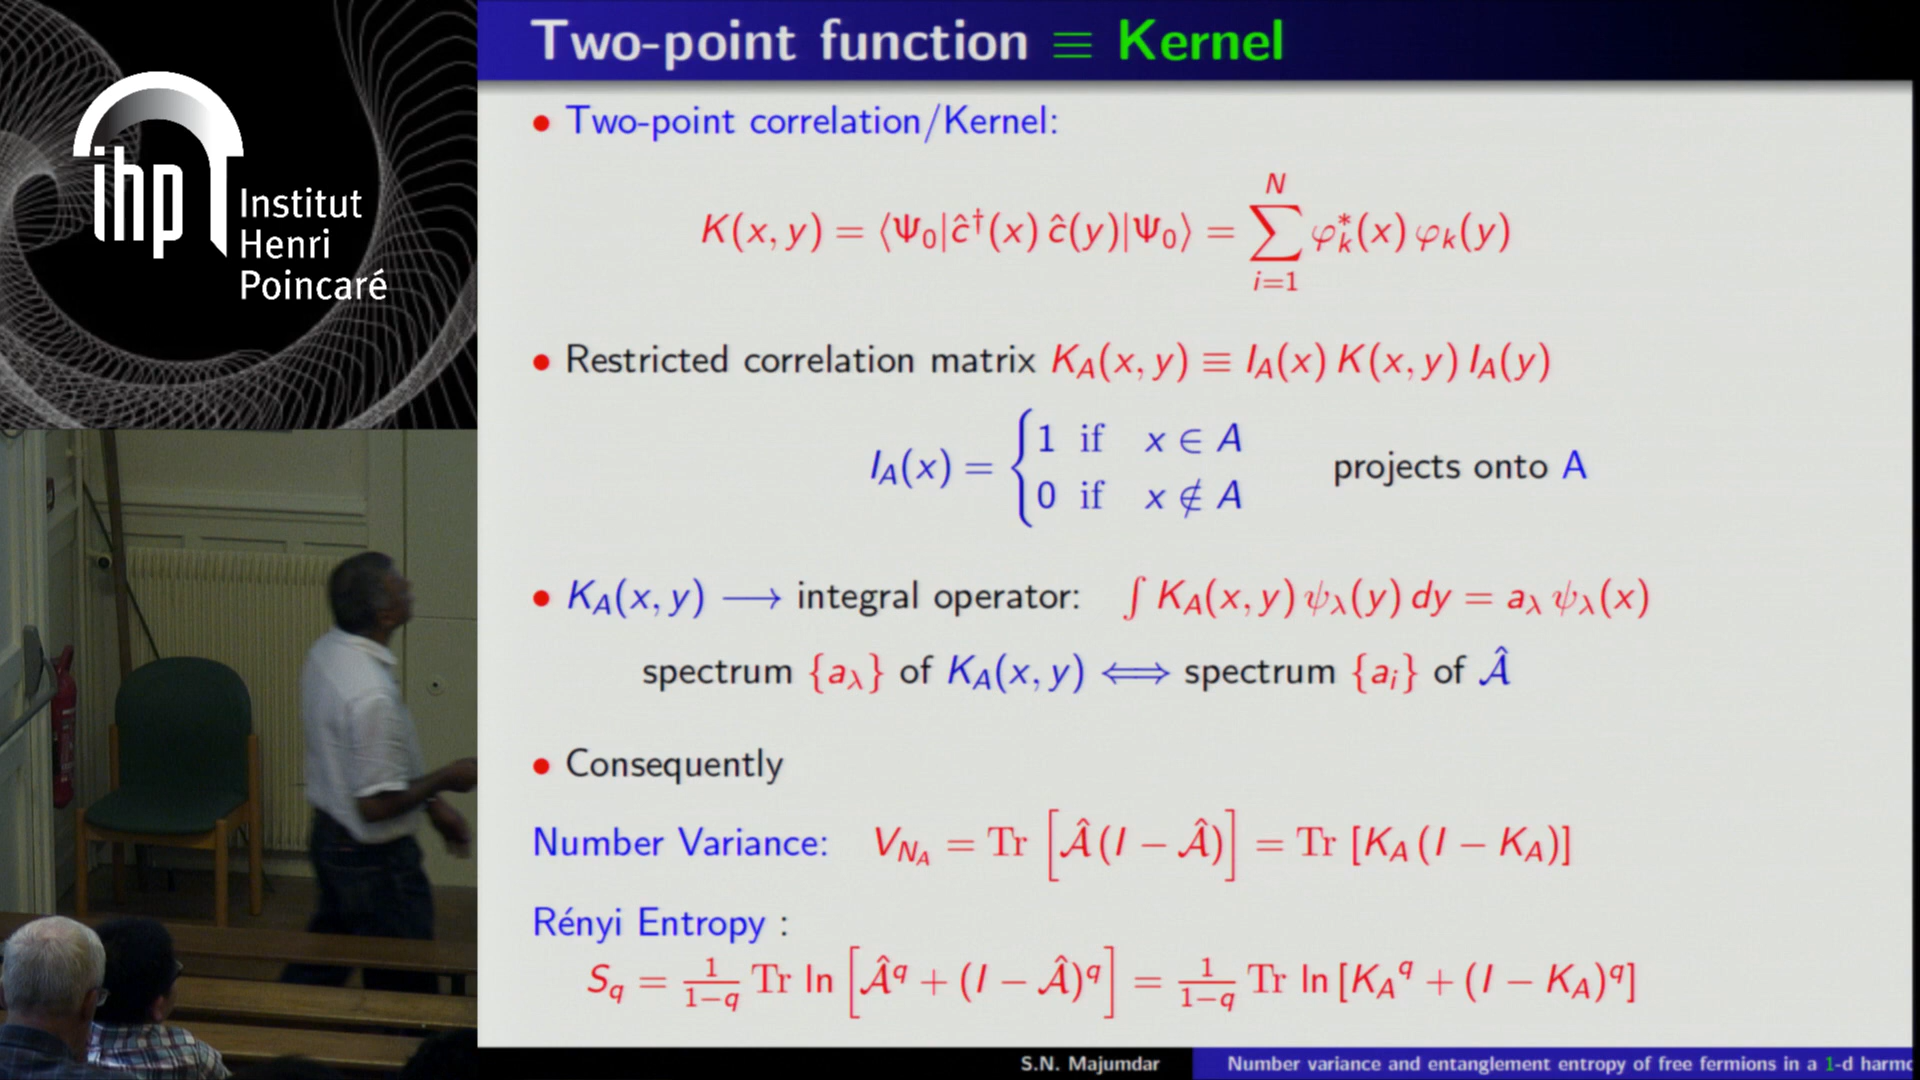 ihp
Institut
Henri
Poincaré
Two-point function ≡ Kernel
• Two-point correlation/Kernel:
K(x, y) = ⟨Ψ₀|ĉ†(x) ĉ(y)|Ψ₀⟩ = ∑_{i=1}^{N} φ*_k(x) φ_k(y)
• Restricted correlation matrix K_A(x, y) ≡ I_A(x) K(x, y) I_A(y)
I_A(x) = { 1 if x ∈ A
0 if x ∉ A
projects onto A
• K_A(x, y) ⟶ integral operator: ∫ K_A(x, y) ψ_λ(y) dy = a_λ ψ_λ(x)
spectrum {a_λ} of K_A(x, y) ⟺ spectrum {a_i} of Â
• Consequently
Number Variance: V_{N_A} = Tr [Â (I − Â)] = Tr [K_A (I − K_A)]
Rényi Entropy :
S_q = 1/(1−q) Tr ln [Â^q + (I − Â)^q] = 1/(1−q) Tr ln [K_A^q + (I − K_A)^q]
S.N. Majumdar
Number variance and entanglement entropy of free fermions in a 1-d harmo